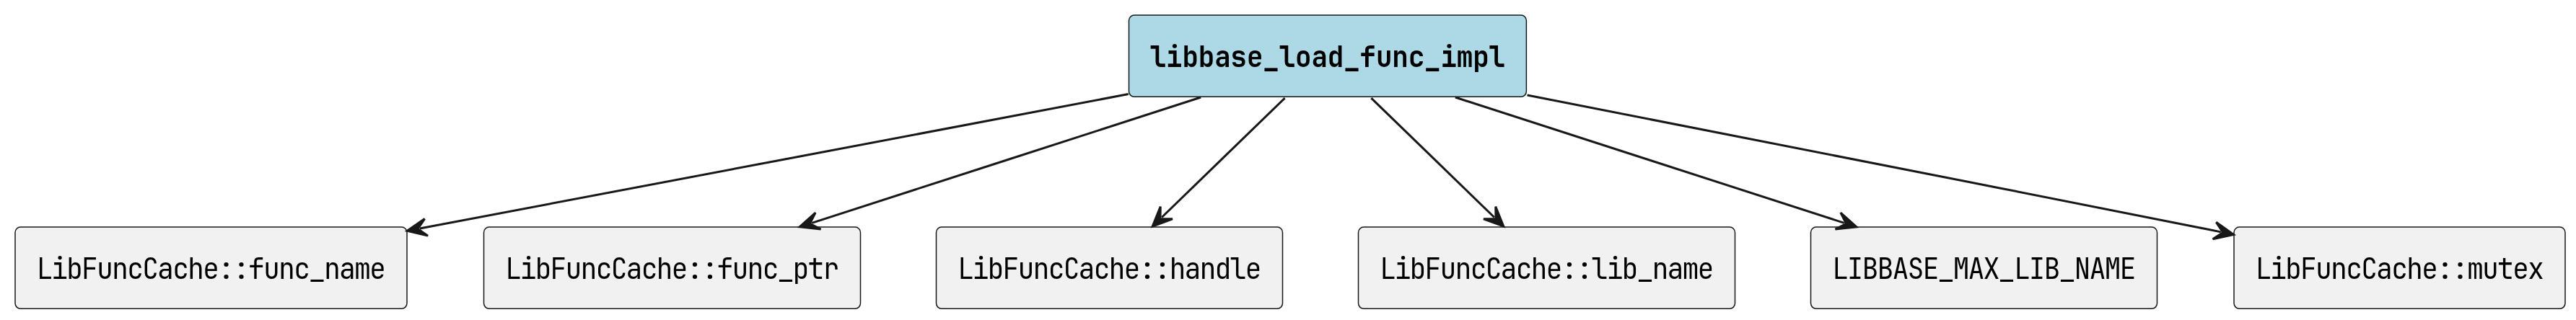 libbase_load_func_impl
LibFuncCache::func_name
LibFuncCache::func_ptr
LibFuncCache::handle
LibFuncCache::lib_name
LIBBASE_MAX_LIB_NAME
LibFuncCache::mutex